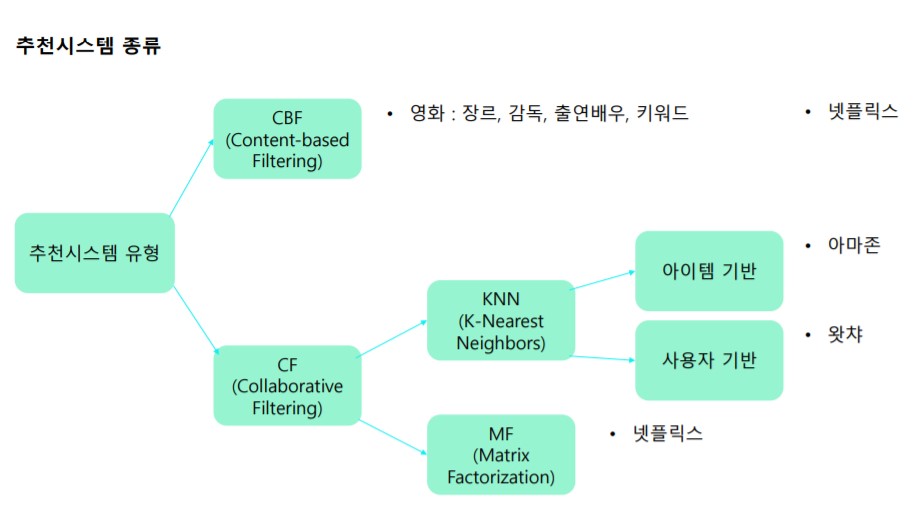 추천시스템 종류
CBF
(Content-based
Filtering)
• 영화 : 장르, 감독, 출연배우, 키워드
• 넷플릭스
추천시스템 유형
KNN
(K-Nearest
Neighbors)
아이템 기반
• 아마존
사용자 기반
• 왓챠
CF
(Collaborative
Filtering)
MF
(Matrix
Factorization)
• 넷플릭스